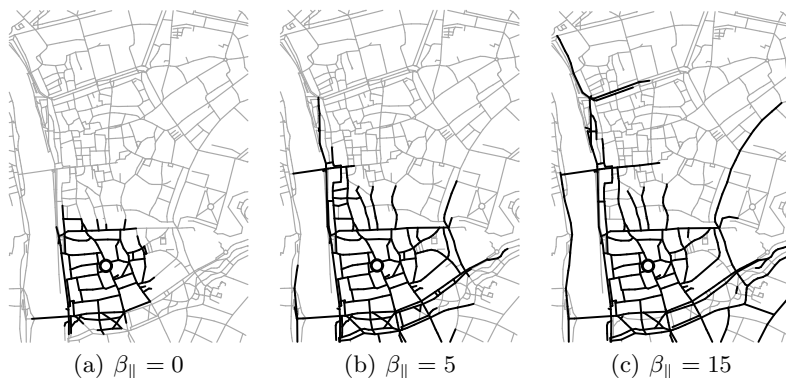 (a) β∥ = 0 (b) β∥ = 5 (c) β∥ = 15